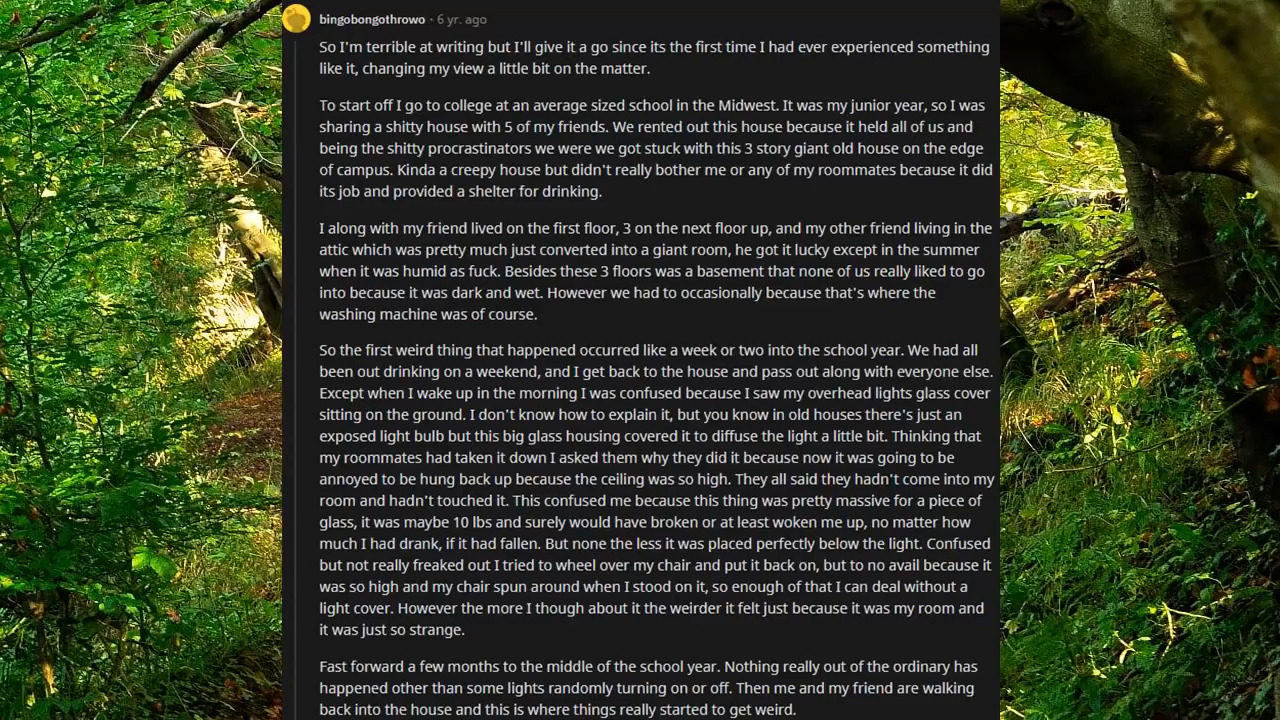 bingobongothrowo · 6 yr. ago
So I'm terrible at writing but I'll give it a go since its the first time I had ever experienced something
like it, changing my view a little bit on the matter.
To start off I go to college at an average sized school in the Midwest. It was my junior year, so I was
sharing a shitty house with 5 of my friends. We rented out this house because it held all of us and
being the shitty procrastinators we were we got stuck with this 3 story giant old house on the edge
of campus. Kinda a creepy house but didn't really bother me or any of my roommates because it did
its job and provided a shelter for drinking.
I along with my friend lived on the first floor, 3 on the next floor up, and my other friend living in the
attic which was pretty much just converted into a giant room, he got it lucky except in the summer
when it was humid as fuck. Besides these 3 floors was a basement that none of us really liked to go
into because it was dark and wet. However we had to occasionally because that's where the
washing machine was of course.
So the first weird thing that happened occurred like a week or two into the school year. We had all
been out drinking on a weekend, and I get back to the house and pass out along with everyone else.
Except when I wake up in the morning I was confused because I saw my overhead lights glass cover
sitting on the ground. I don't know how to explain it, but you know in old houses there's just an
exposed light bulb but this big glass housing covered it to diffuse the light a little bit. Thinking that
my roommates had taken it down I asked them why they did it because now it was going to be
annoyed to be hung back up because the ceiling was so high. They all said they hadn't come into my
room and hadn't touched it. This confused me because this thing was pretty massive for a piece of
glass, it was maybe 10 lbs and surely would have broken or at least woken me up, no matter how
much I had drank, if it had fallen. But none the less it was placed perfectly below the light. Confused
but not really freaked out I tried to wheel over my chair and put it back on, but to no avail because it
was so high and my chair spun around when I stood on it, so enough of that I can deal without a
light cover. However the more I though about it the weirder it felt just because it was my room and
it was just so strange.
Fast forward a few months to the middle of the school year. Nothing really out of the ordinary has
happened other than some lights randomly turning on or off. Then me and my friend are walking
back into the house and this is where things really started to get weird.